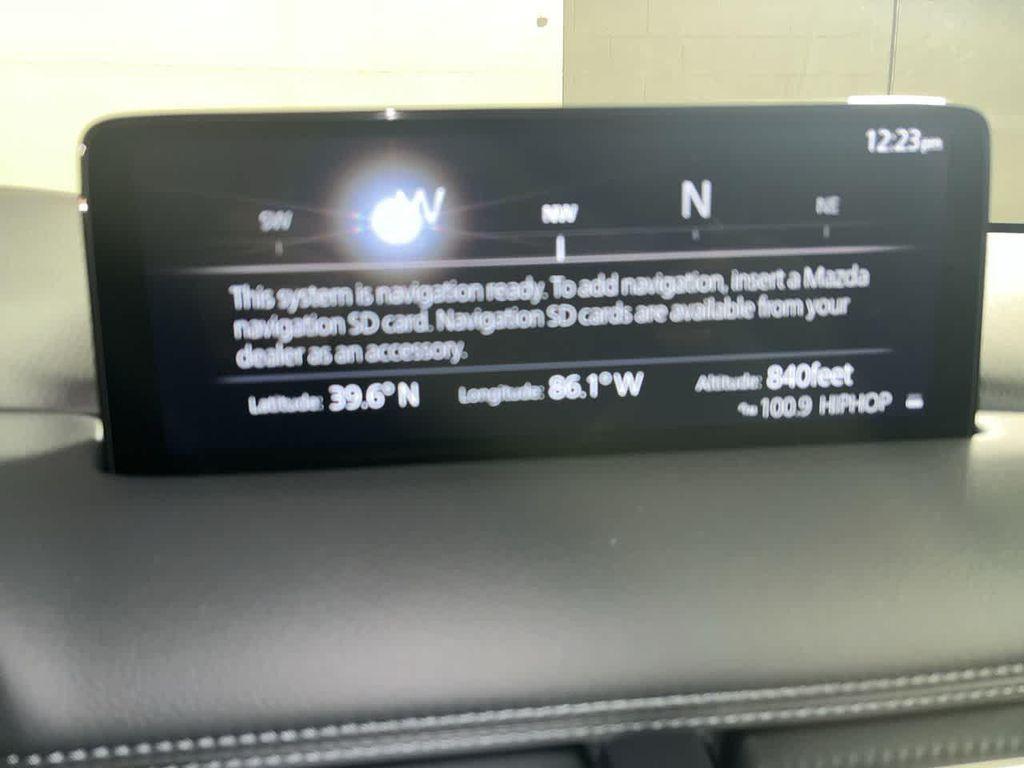 12:23pm
SW W NW N NE
This system is navigation ready. To add navigation, insert a Mazda
navigation SD card. Navigation SD cards are available from your
dealer as an accessory.
Latitude: 39.6° N Longitude: 86.1° W Altitude: 840feet
100.9 HIPHOP